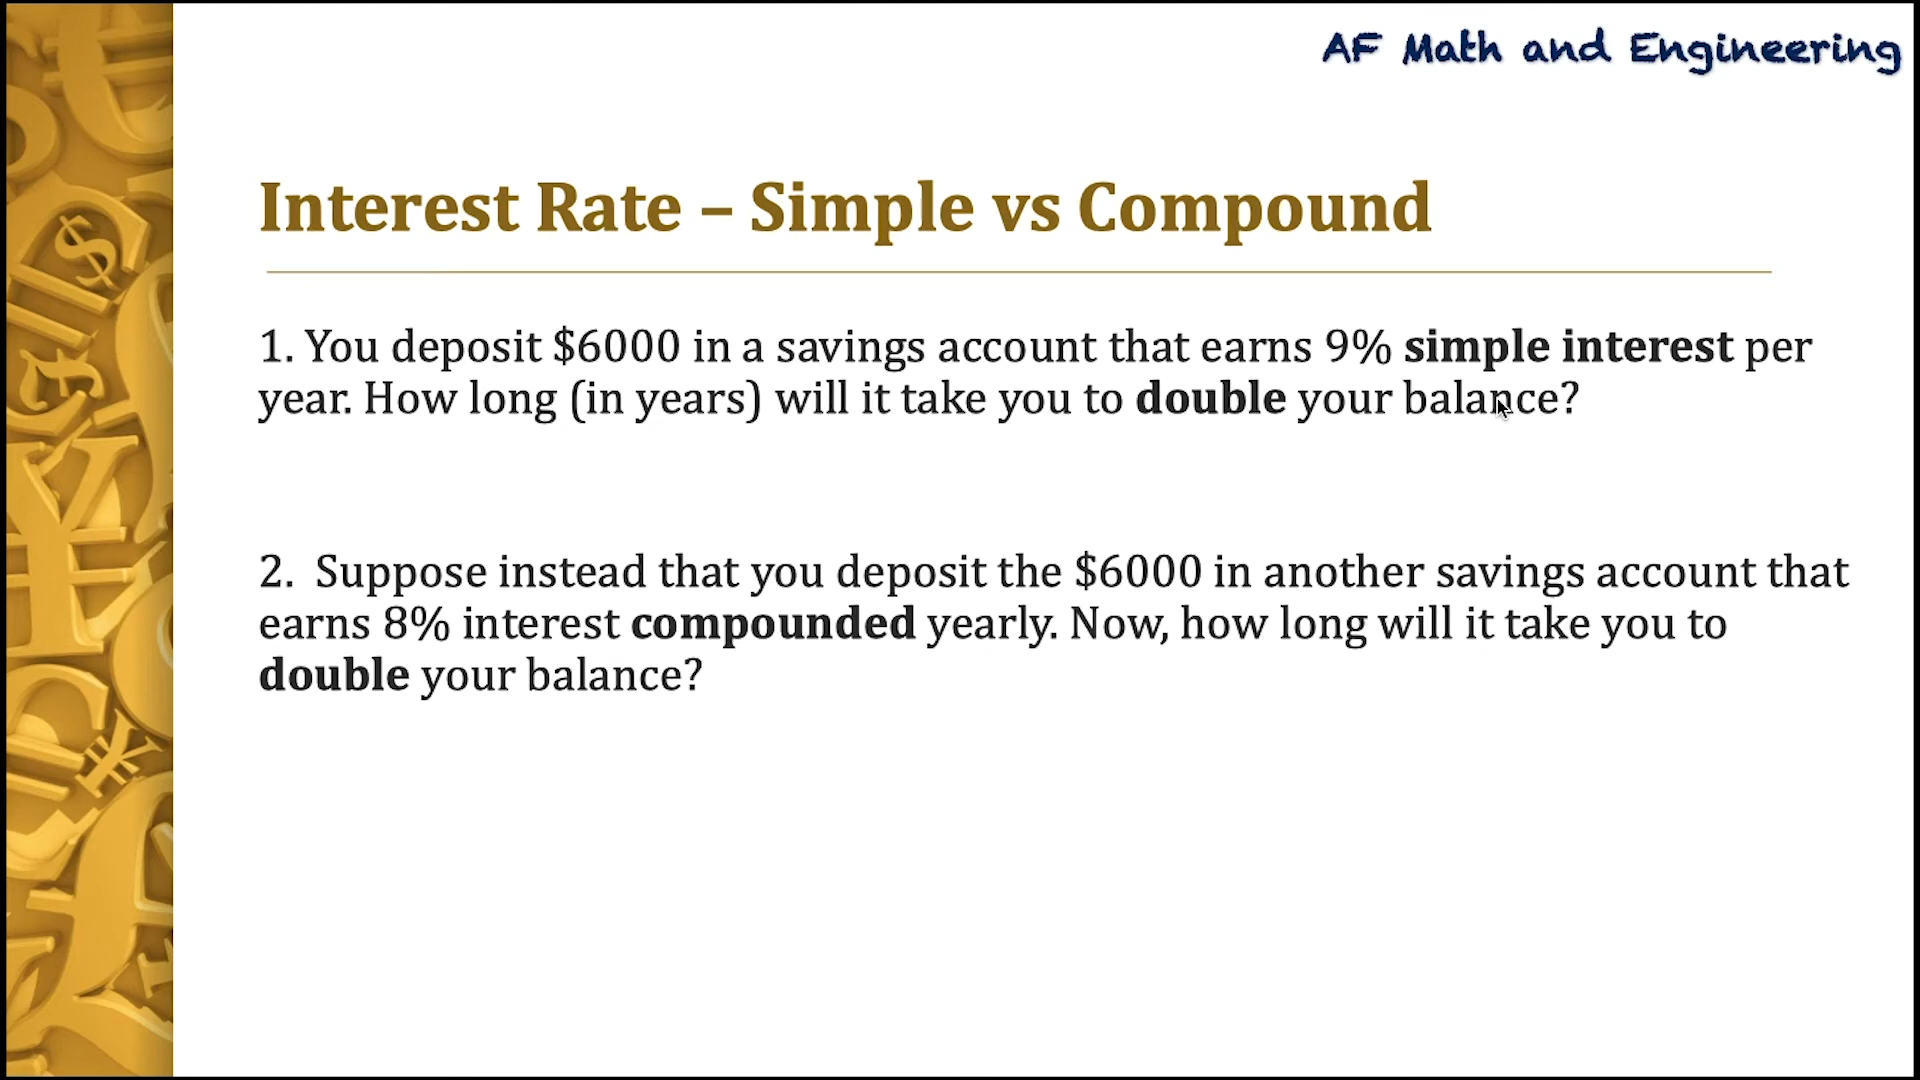 AF Math and Engineering
Interest Rate – Simple vs Compound
1. You deposit $6000 in a savings account that earns 9% simple interest per
year. How long (in years) will it take you to double your balance?
2. Suppose instead that you deposit the $6000 in another savings account that
earns 8% interest compounded yearly. Now, how long will it take you to
double your balance?